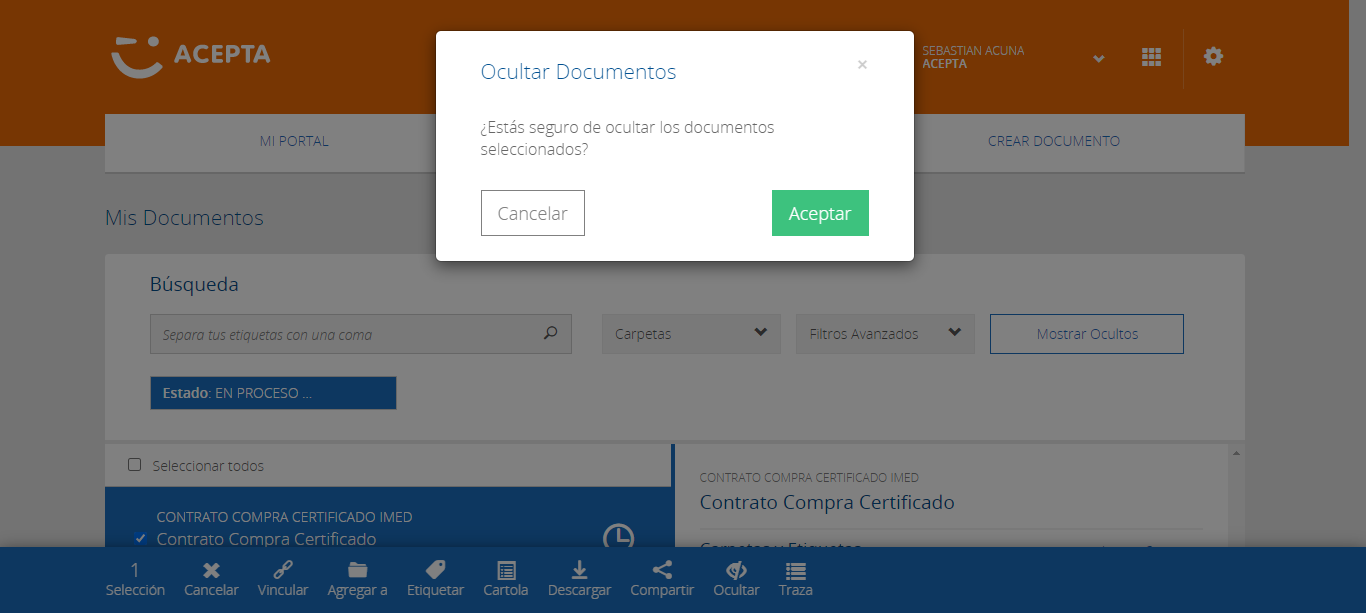 ACEPTA
SEBASTIAN ACUNA
ACEPTA
Ocultar Documentos
×
¿Estás seguro de ocultar los documentos
seleccionados?
Cancelar
Aceptar
MI PORTAL
CREAR DOCUMENTO
Mis Documentos
Búsqueda
Separa tus etiquetas con una coma
Carpetas
Filtros Avanzados
Mostrar Ocultos
Estado: EN PROCESO ...
Seleccionar todos
CONTRATO COMPRA CERTIFICADO IMED
Contrato Compra Certificado
CONTRATO COMPRA CERTIFICADO IMED
Contrato Compra Certificado
Carpetas y Etiquetas
1
Selección
Cancelar
Vincular
Agregar a
Etiquetar
Cartola
Descargar
Compartir
Ocultar
Traza